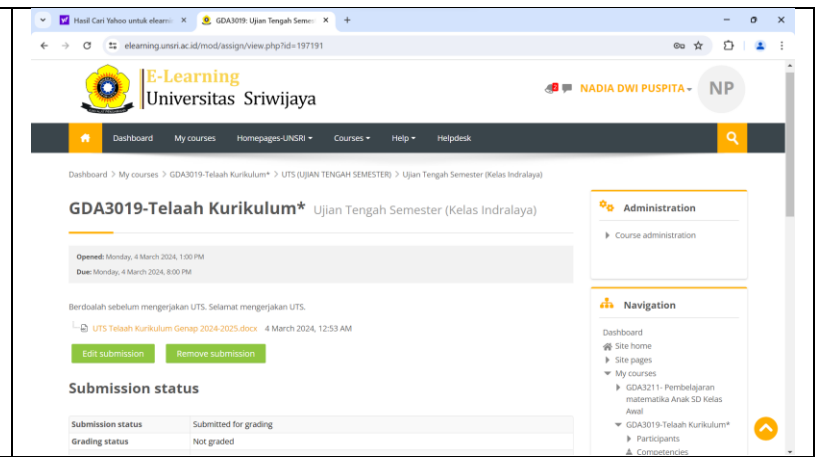 Hasil Cari Yahoo untuk elearni
GDA3019: Ujian Tengah Semes
elearning.unsri.ac.id/mod/assign/view.php?id=197191
E-Learning
Universitas Sriwijaya
NADIA DWI PUSPITA
NP
Dashboard My courses Homepages-UNSRI Courses Help Helpdesk
Dashboard > My courses > GDA3019-Telaah Kurikulum* > UTS (UJIAN TENGAH SEMESTER) > Ujian Tengah Semester (Kelas Indralaya)
GDA3019-Telaah Kurikulum* Ujian Tengah Semester (Kelas Indralaya)
Opened: Monday, 4 March 2024, 1:00 PM
Due: Monday, 4 March 2024, 8:00 PM
Berdoalah sebelum mengerjakan UTS. Selamat mengerjakan UTS.
UTS Telaah Kurikulum Genap 2024-2025.docx 4 March 2024, 12:53 AM
Edit submission Remove submission
Submission status
Submission status Submitted for grading
Grading status Not graded
Administration
Course administration
Navigation
Dashboard
Site home
Site pages
My courses
GDA3211- Pembelajaran
matematika Anak SD Kelas
Awal
GDA3019-Telaah Kurikulum*
Participants
Competencies